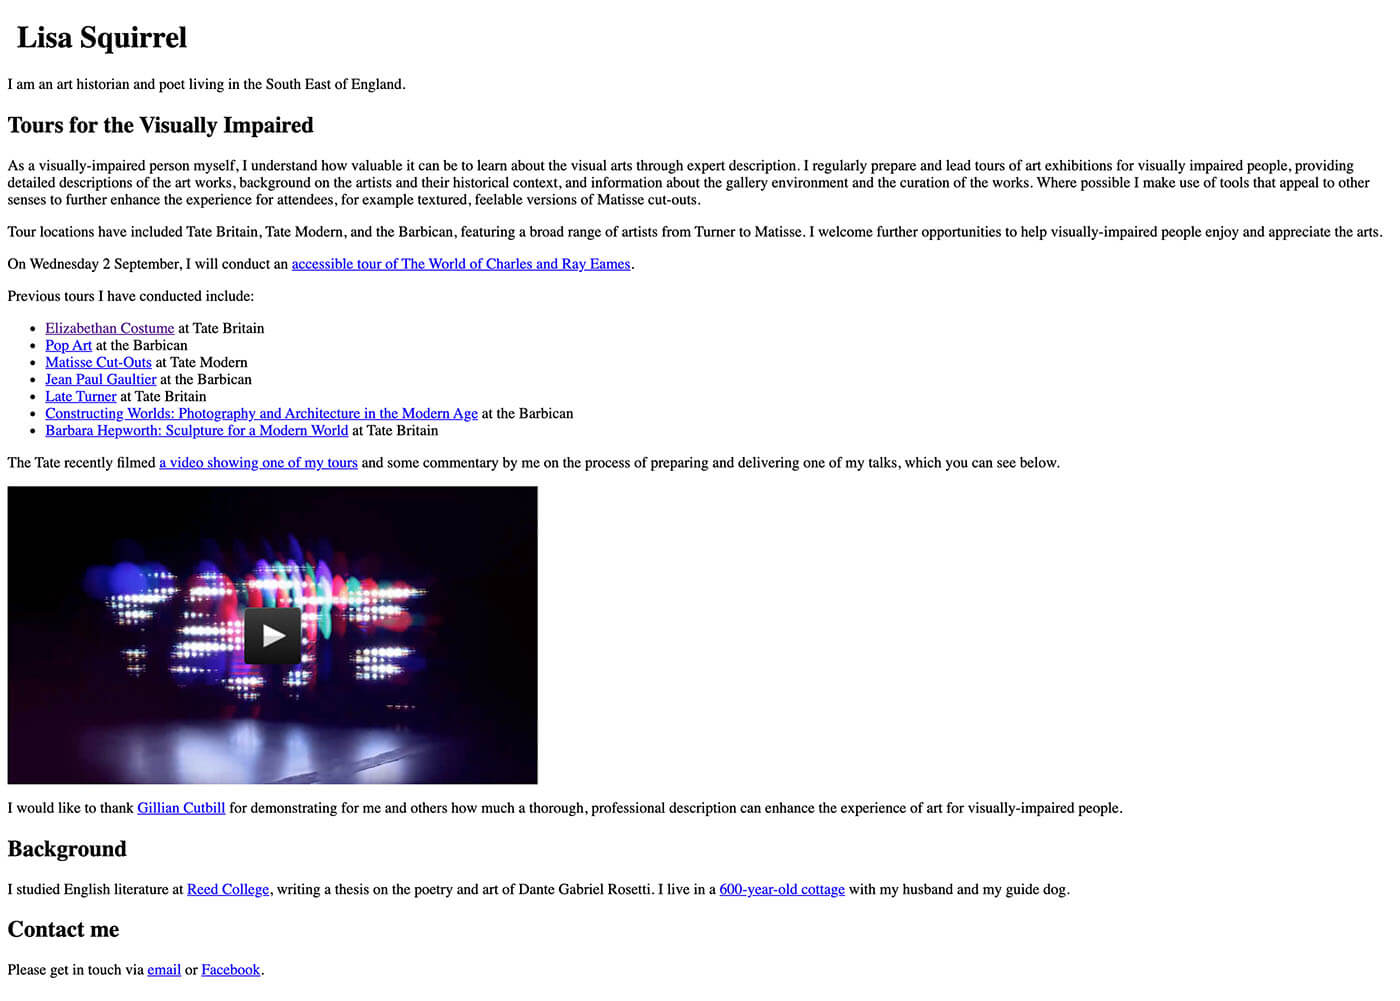 Lisa Squirrel
I am an art historian and poet living in the South East of England.
Tours for the Visually Impaired
As a visually-impaired person myself, I understand how valuable it can be to learn about the visual arts through expert description. I regularly prepare and lead tours of art exhibitions for visually impaired people, providing
detailed descriptions of the art works, background on the artists and their historical context, and information about the gallery environment and the curation of the works. Where possible I make use of tools that appeal to other
senses to further enhance the experience for attendees, for example textured, feelable versions of Matisse cut-outs.
Tour locations have included Tate Britain, Tate Modern, and the Barbican, featuring a broad range of artists from Turner to Matisse. I welcome further opportunities to help visually-impaired people enjoy and appreciate the arts.
On Wednesday 2 September, I will conduct an accessible tour of The World of Charles and Ray Eames.
Previous tours I have conducted include:
• Elizabethan Costume at Tate Britain
• Pop Art at the Barbican
• Matisse Cut-Outs at Tate Modern
• Jean Paul Gaultier at the Barbican
• Late Turner at Tate Britain
• Constructing Worlds: Photography and Architecture in the Modern Age at the Barbican
• Barbara Hepworth: Sculpture for a Modern World at Tate Britain
The Tate recently filmed a video showing one of my tours and some commentary by me on the process of preparing and delivering one of my talks, which you can see below.
I would like to thank Gillian Cutbill for demonstrating for me and others how much a thorough, professional description can enhance the experience of art for visually-impaired people.
Background
I studied English literature at Reed College, writing a thesis on the poetry and art of Dante Gabriel Rosetti. I live in a 600-year-old cottage with my husband and my guide dog.
Contact me
Please get in touch via email or Facebook.